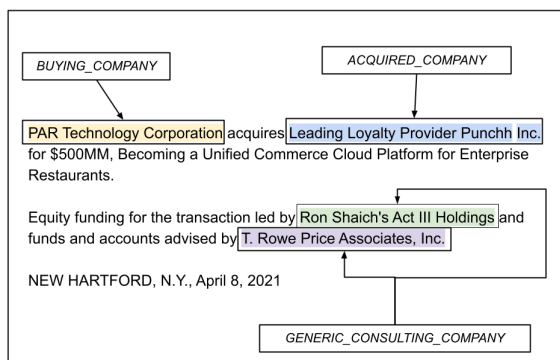 BUYING_COMPANY
ACQUIRED_COMPANY
PAR Technology Corporation acquires Leading Loyalty Provider Punchh Inc.
for $500MM, Becoming a Unified Commerce Cloud Platform for Enterprise
Restaurants.
Equity funding for the transaction led by Ron Shaich's Act III Holdings and
funds and accounts advised by T. Rowe Price Associates, Inc.
NEW HARTFORD, N.Y., April 8, 2021
GENERIC_CONSULTING_COMPANY